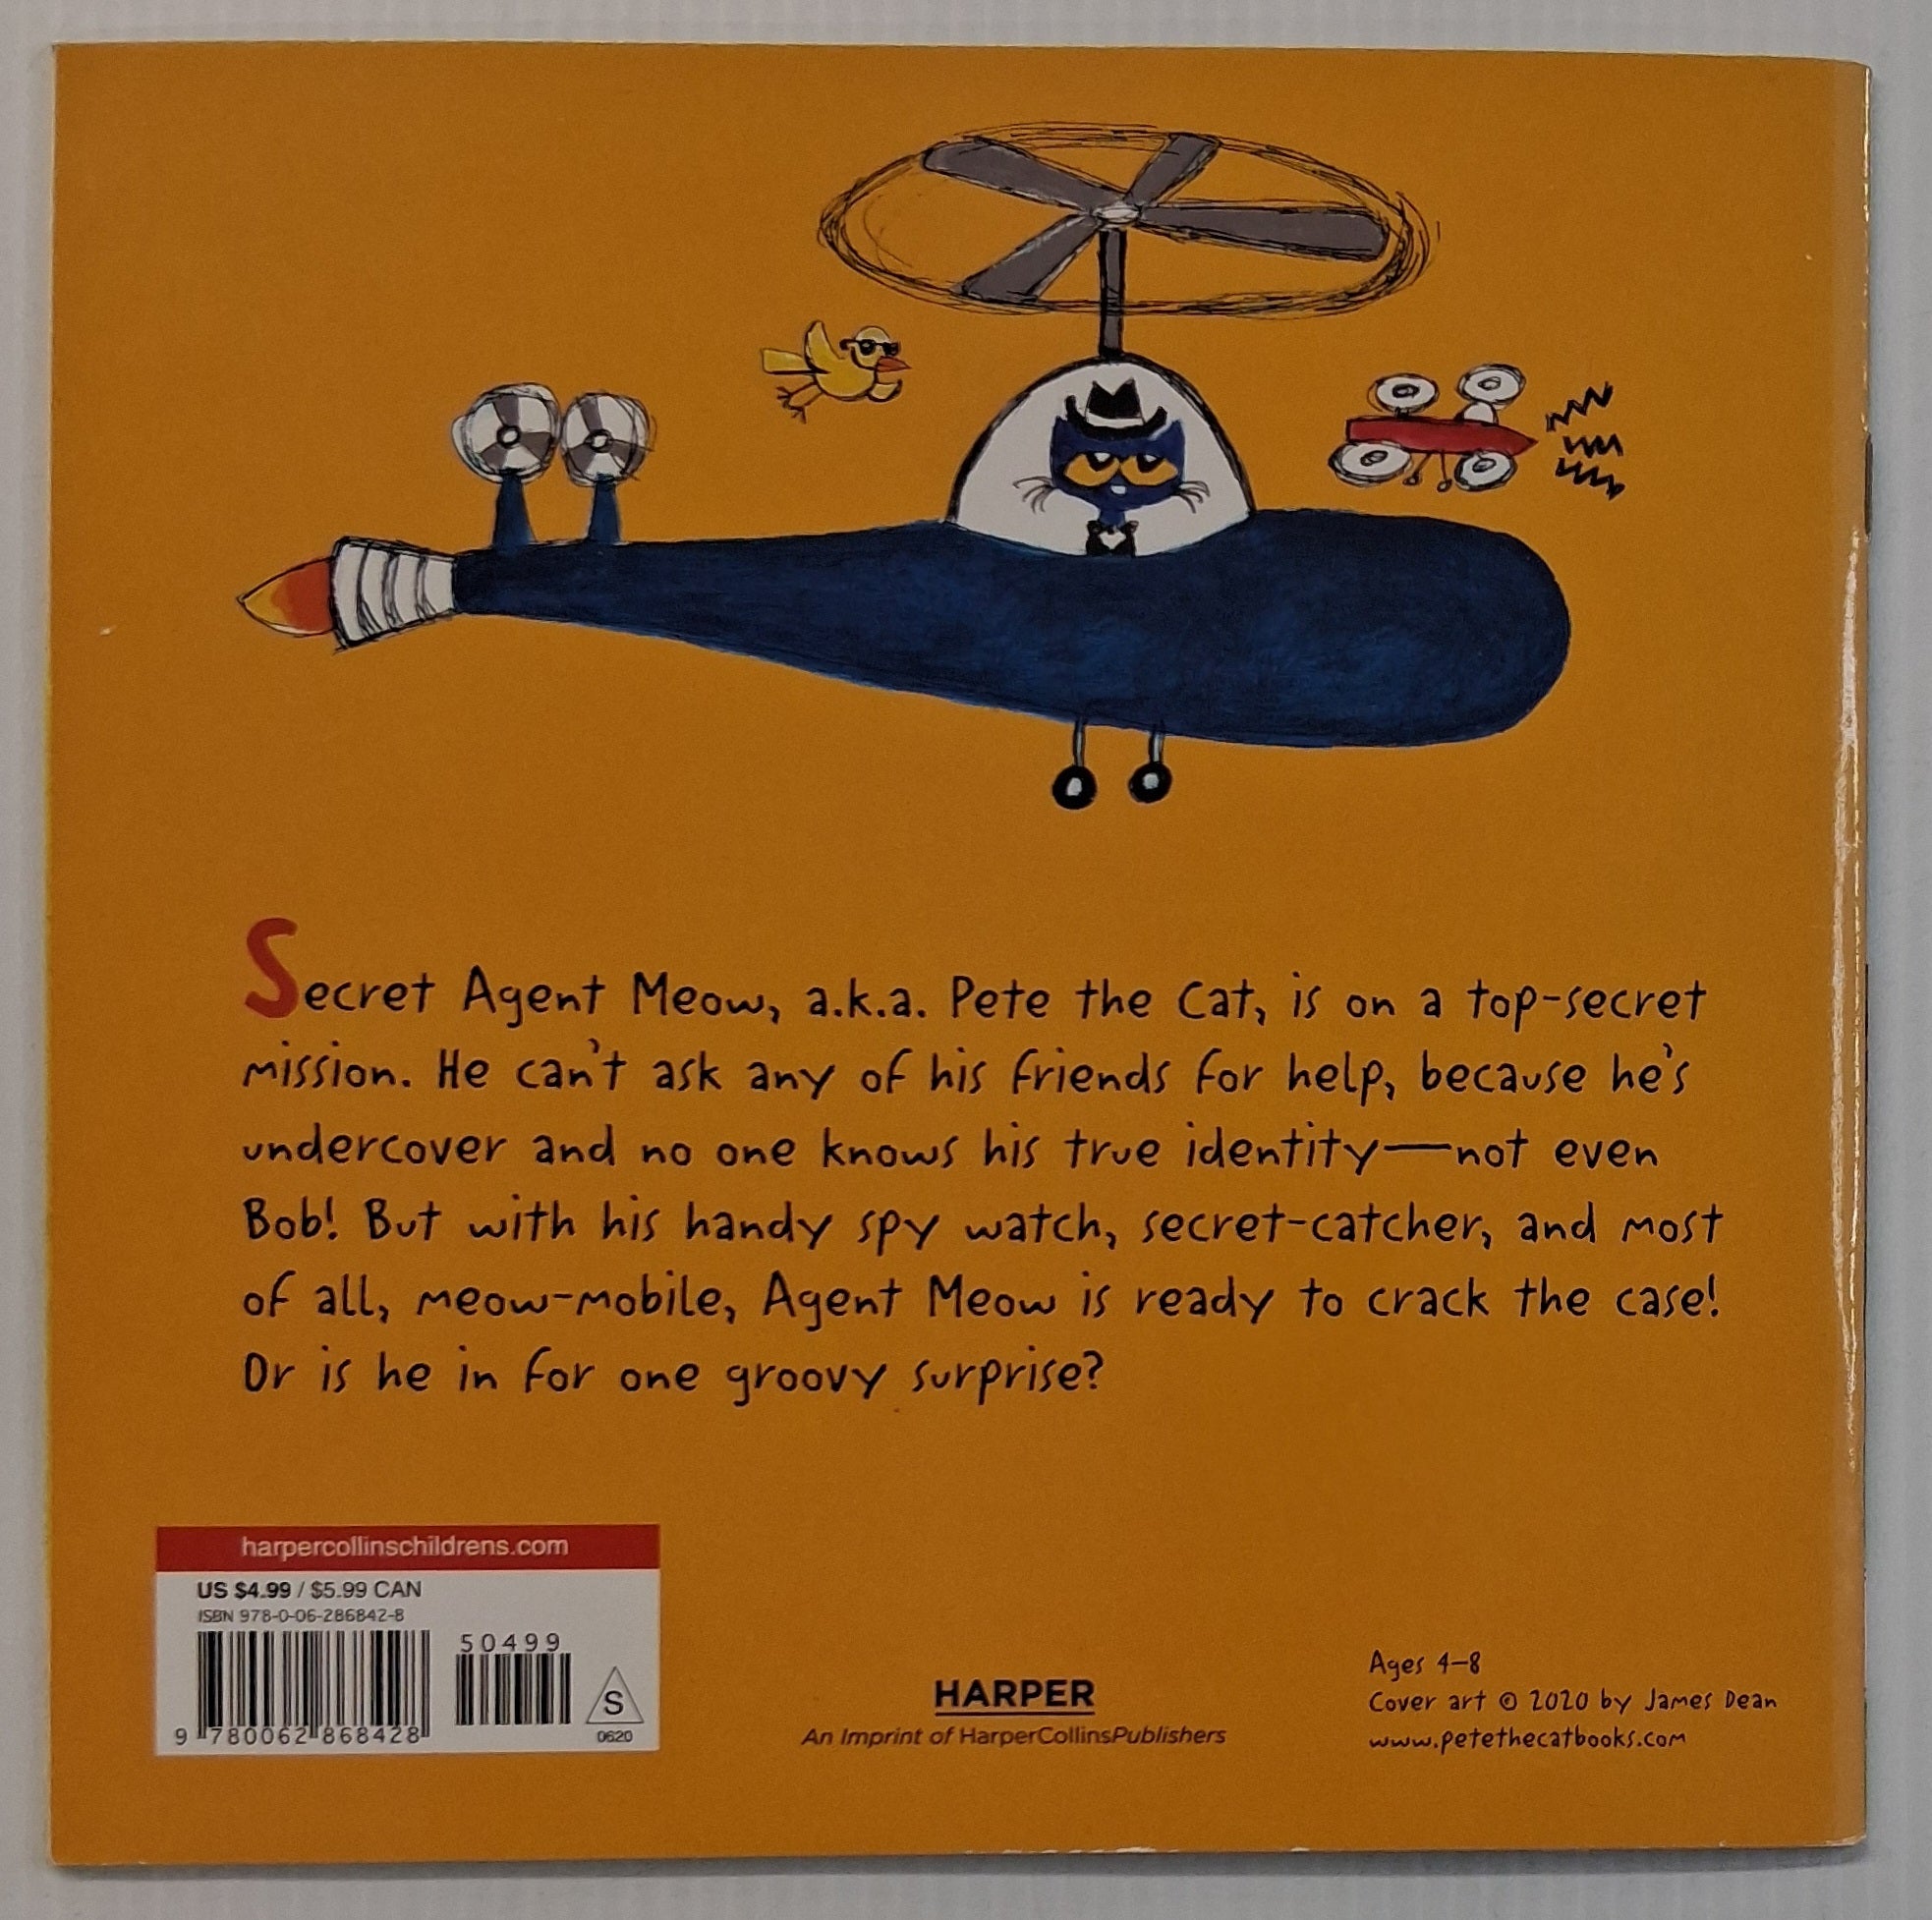 Secret Agent Meow, a.k.a. Pete the Cat, is on a top-secret
mission. He can't ask any of his friends for help, because he's
undercover and no one knows his true identity—not even
Bob! But with his handy spy watch, secret-catcher, and most
of all, meow-mobile, Agent Meow is ready to crack the case!
Or is he in for one groovy surprise?
harpercollinschildrens.com
US $4.99 / $5.99 CAN
ISBN 978-0-06-286842-8
50499
9 780062 868428
S
0620
HARPER
An Imprint of HarperCollinsPublishers
Ages 4–8
Cover art © 2020 by James Dean
www.petethecatbooks.com